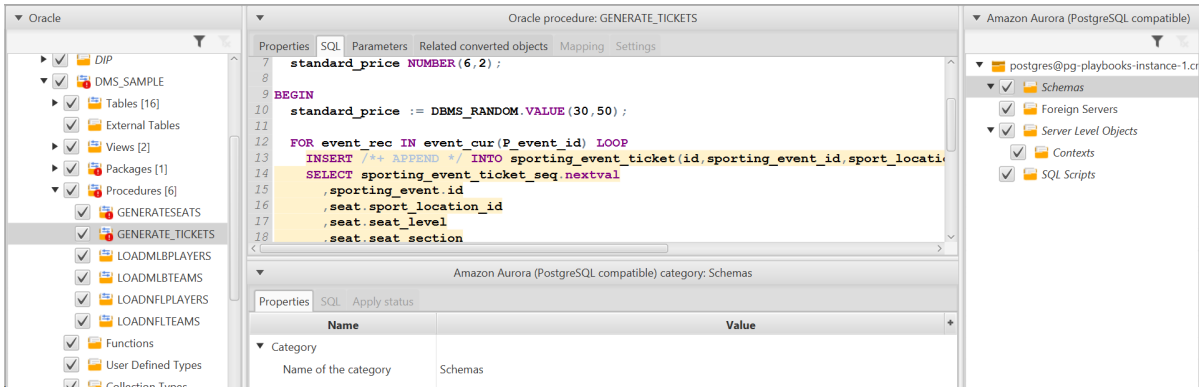 Oracle
DIP
DMS_SAMPLE
Tables [16]
External Tables
Views [2]
Packages [1]
Procedures [6]
GENERATESEATS
GENERATE_TICKETS
LOADMLBPLAYERS
LOADMLBTEAMS
LOADNFLPLAYERS
LOADNFLTEAMS
Functions
User Defined Types
Collection Types
Oracle procedure: GENERATE_TICKETS
Properties SQL Parameters Related converted objects Mapping Settings
7 standard_price NUMBER(6,2);
8
9 BEGIN
10 standard_price := DBMS_RANDOM.VALUE(30,50);
11
12 FOR event_rec IN event_cur(P_event_id) LOOP
13 INSERT /*+ APPEND */ INTO sporting_event_ticket(id,sporting_event_id,sport_locatio
14 SELECT sporting_event_ticket_seq.nextval
15 ,sporting_event.id
16 ,seat.sport_location_id
17 ,seat.seat_level
18 ,seat.seat_section
Amazon Aurora (PostgreSQL compatible) category: Schemas
Properties SQL Apply status
Name Value
Category
Name of the category Schemas
Amazon Aurora (PostgreSQL compatible)
postgres@pg-playbooks-instance-1.cr
Schemas
Foreign Servers
Server Level Objects
Contexts
SQL Scripts